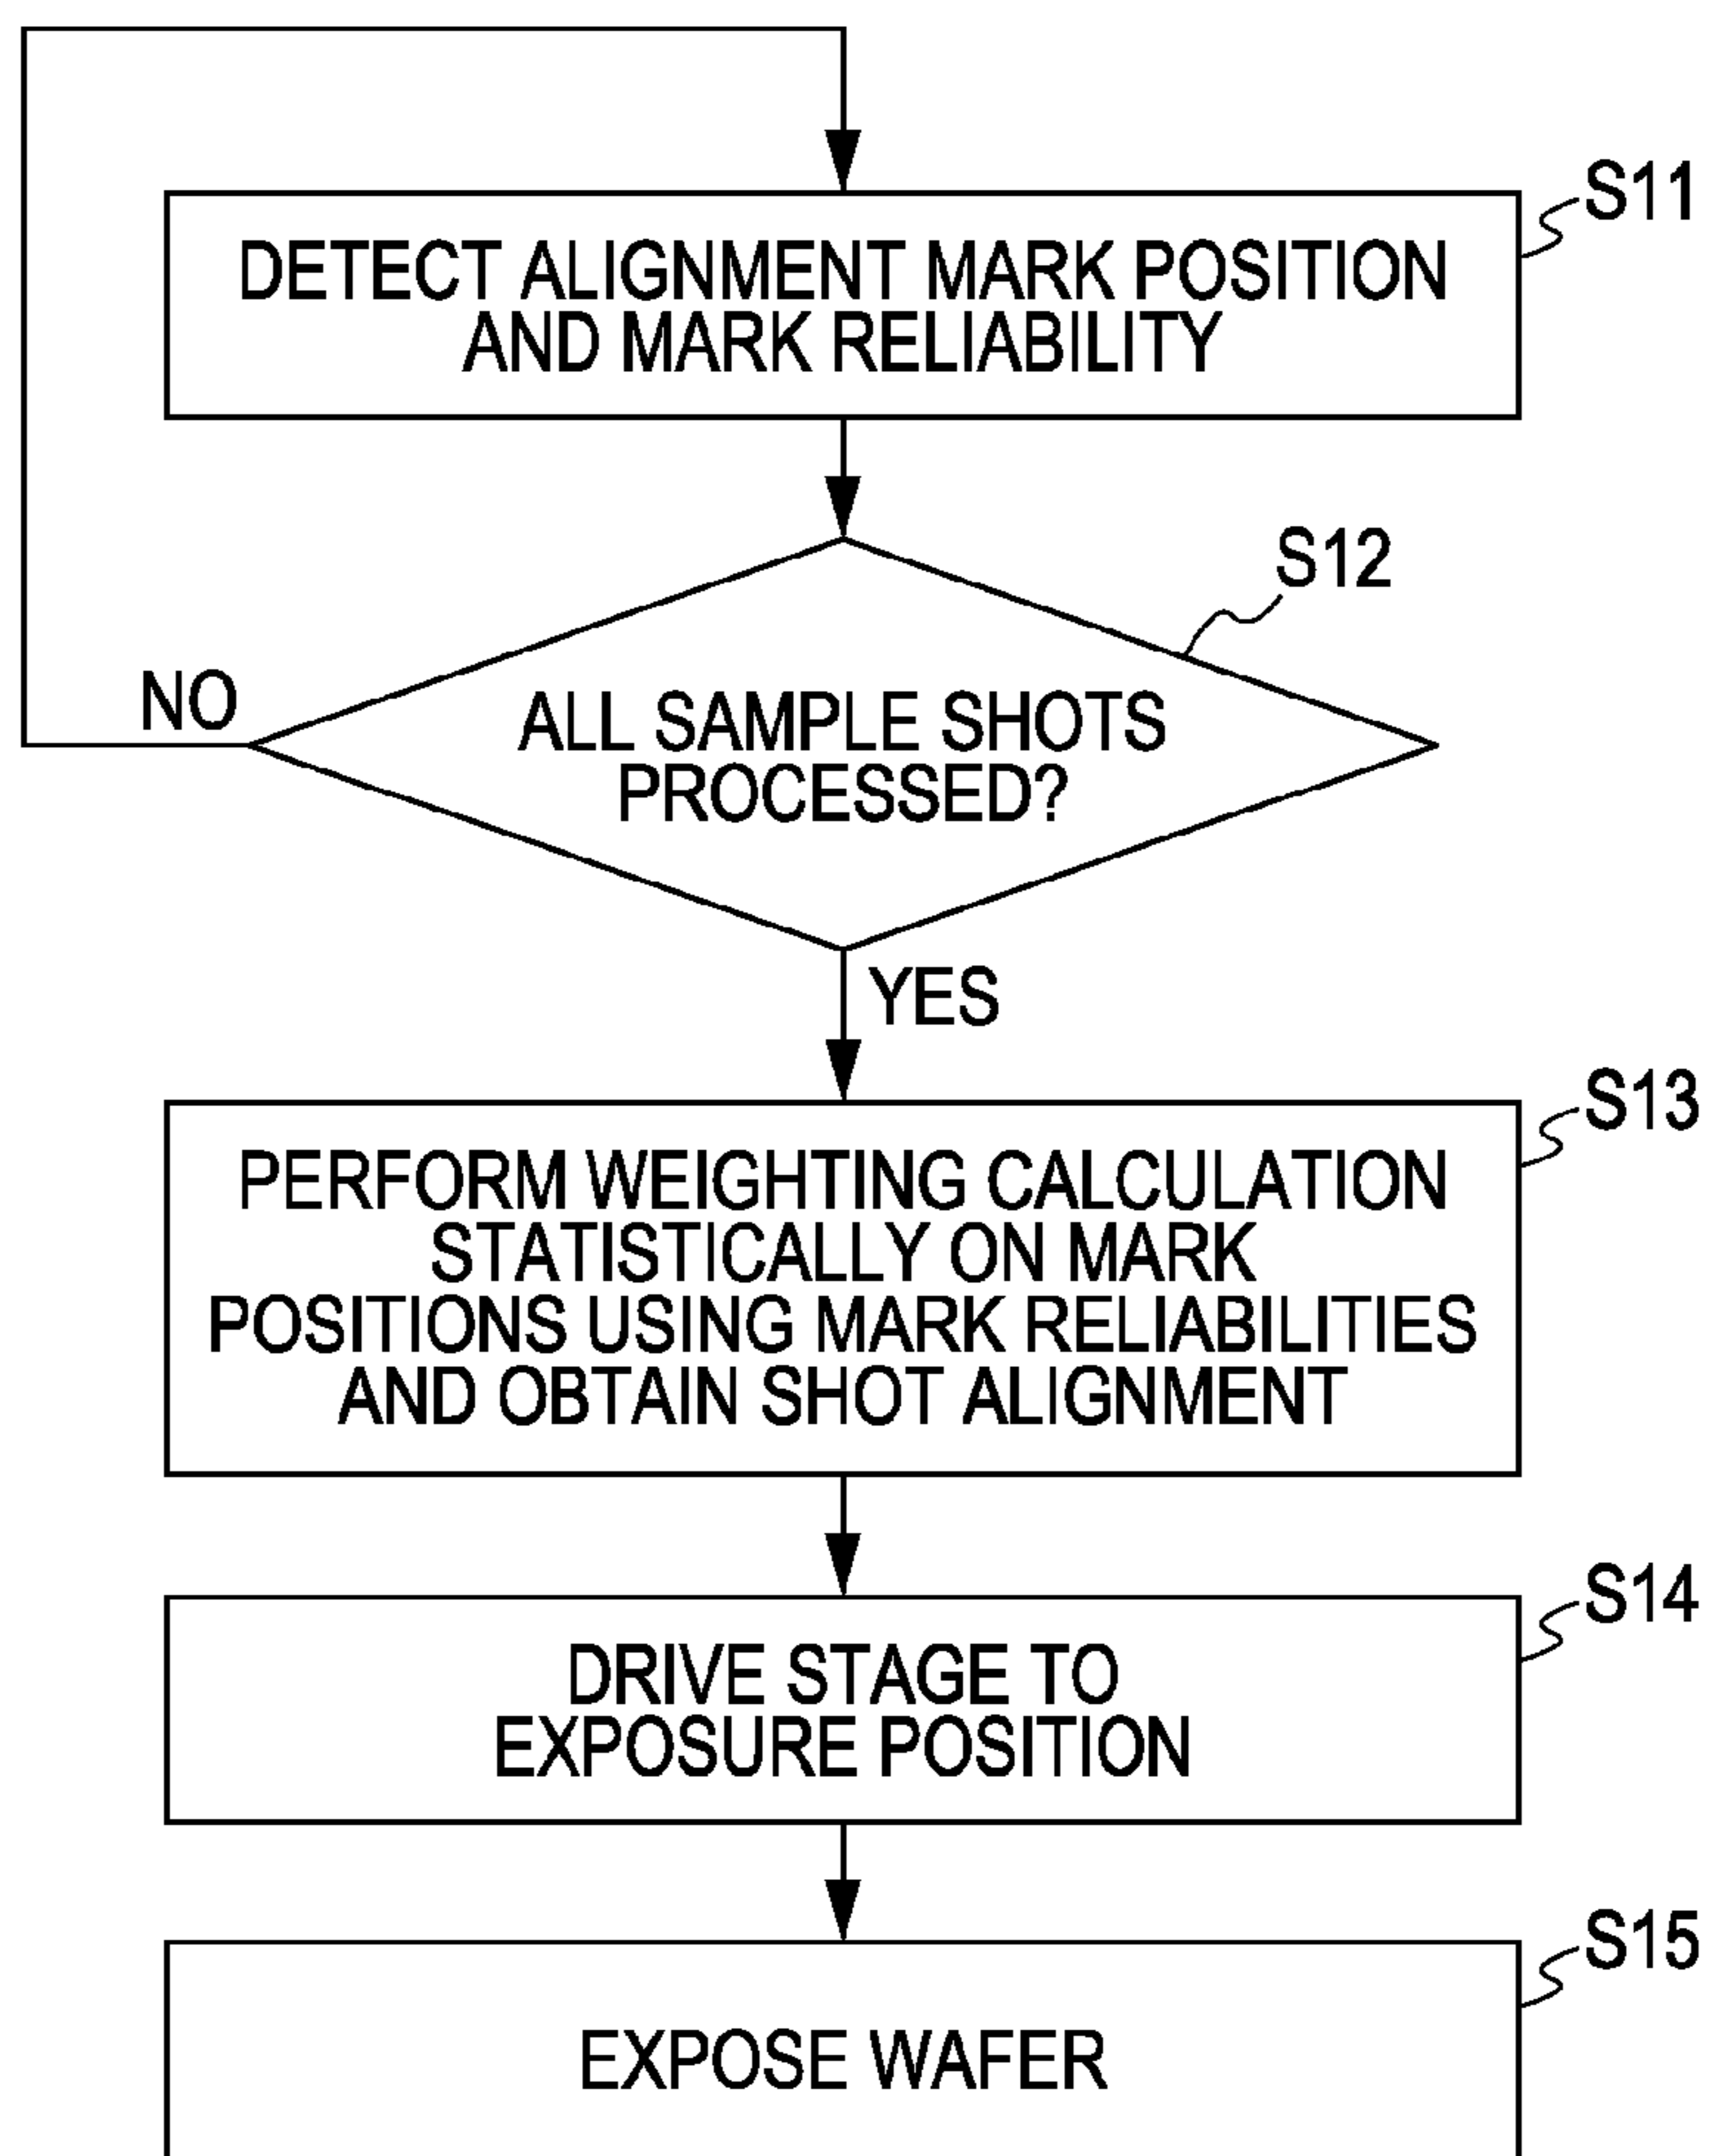 S11
DETECT ALIGNMENT MARK POSITION
AND MARK RELIABILITY
S12
NO
ALL SAMPLE SHOTS
PROCESSED?
YES
S13
PERFORM WEIGHTING CALCULATION
STATISTICALLY ON MARK
POSITIONS USING MARK RELIABILITIES
AND OBTAIN SHOT ALIGNMENT
S14
DRIVE STAGE TO
EXPOSURE POSITION
S15
EXPOSE WAFER